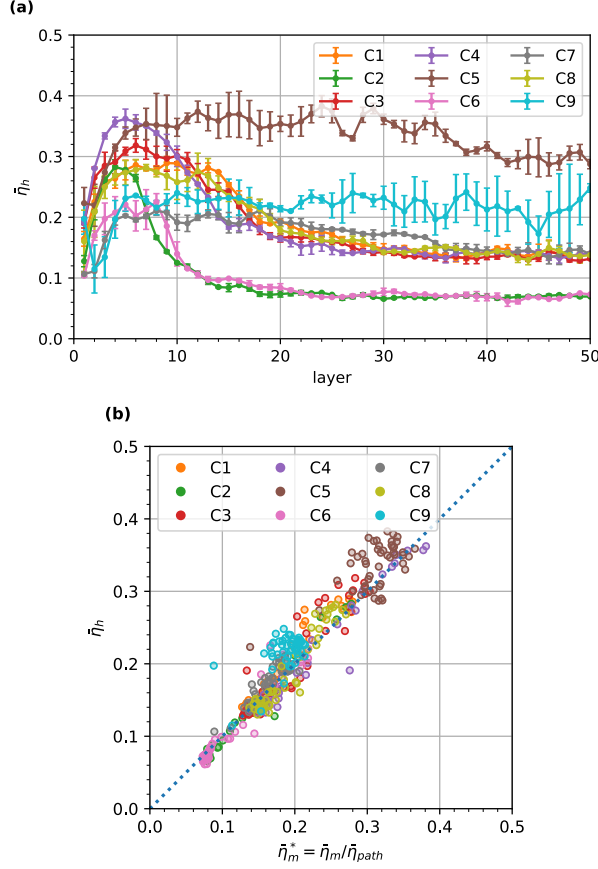 (a)
0.5
0.4
0.3
0.2
0.1
0.0
η̄h
C1 C4 C7
C2 C5 C8
C3 C6 C9
0 10 20 30 40 50
layer
(b)
0.5
0.4
0.3
0.2
0.1
0.0
η̄h
C1 C4 C7
C2 C5 C8
C3 C6 C9
0.0 0.1 0.2 0.3 0.4 0.5
η̄*m = η̄m/η̄path